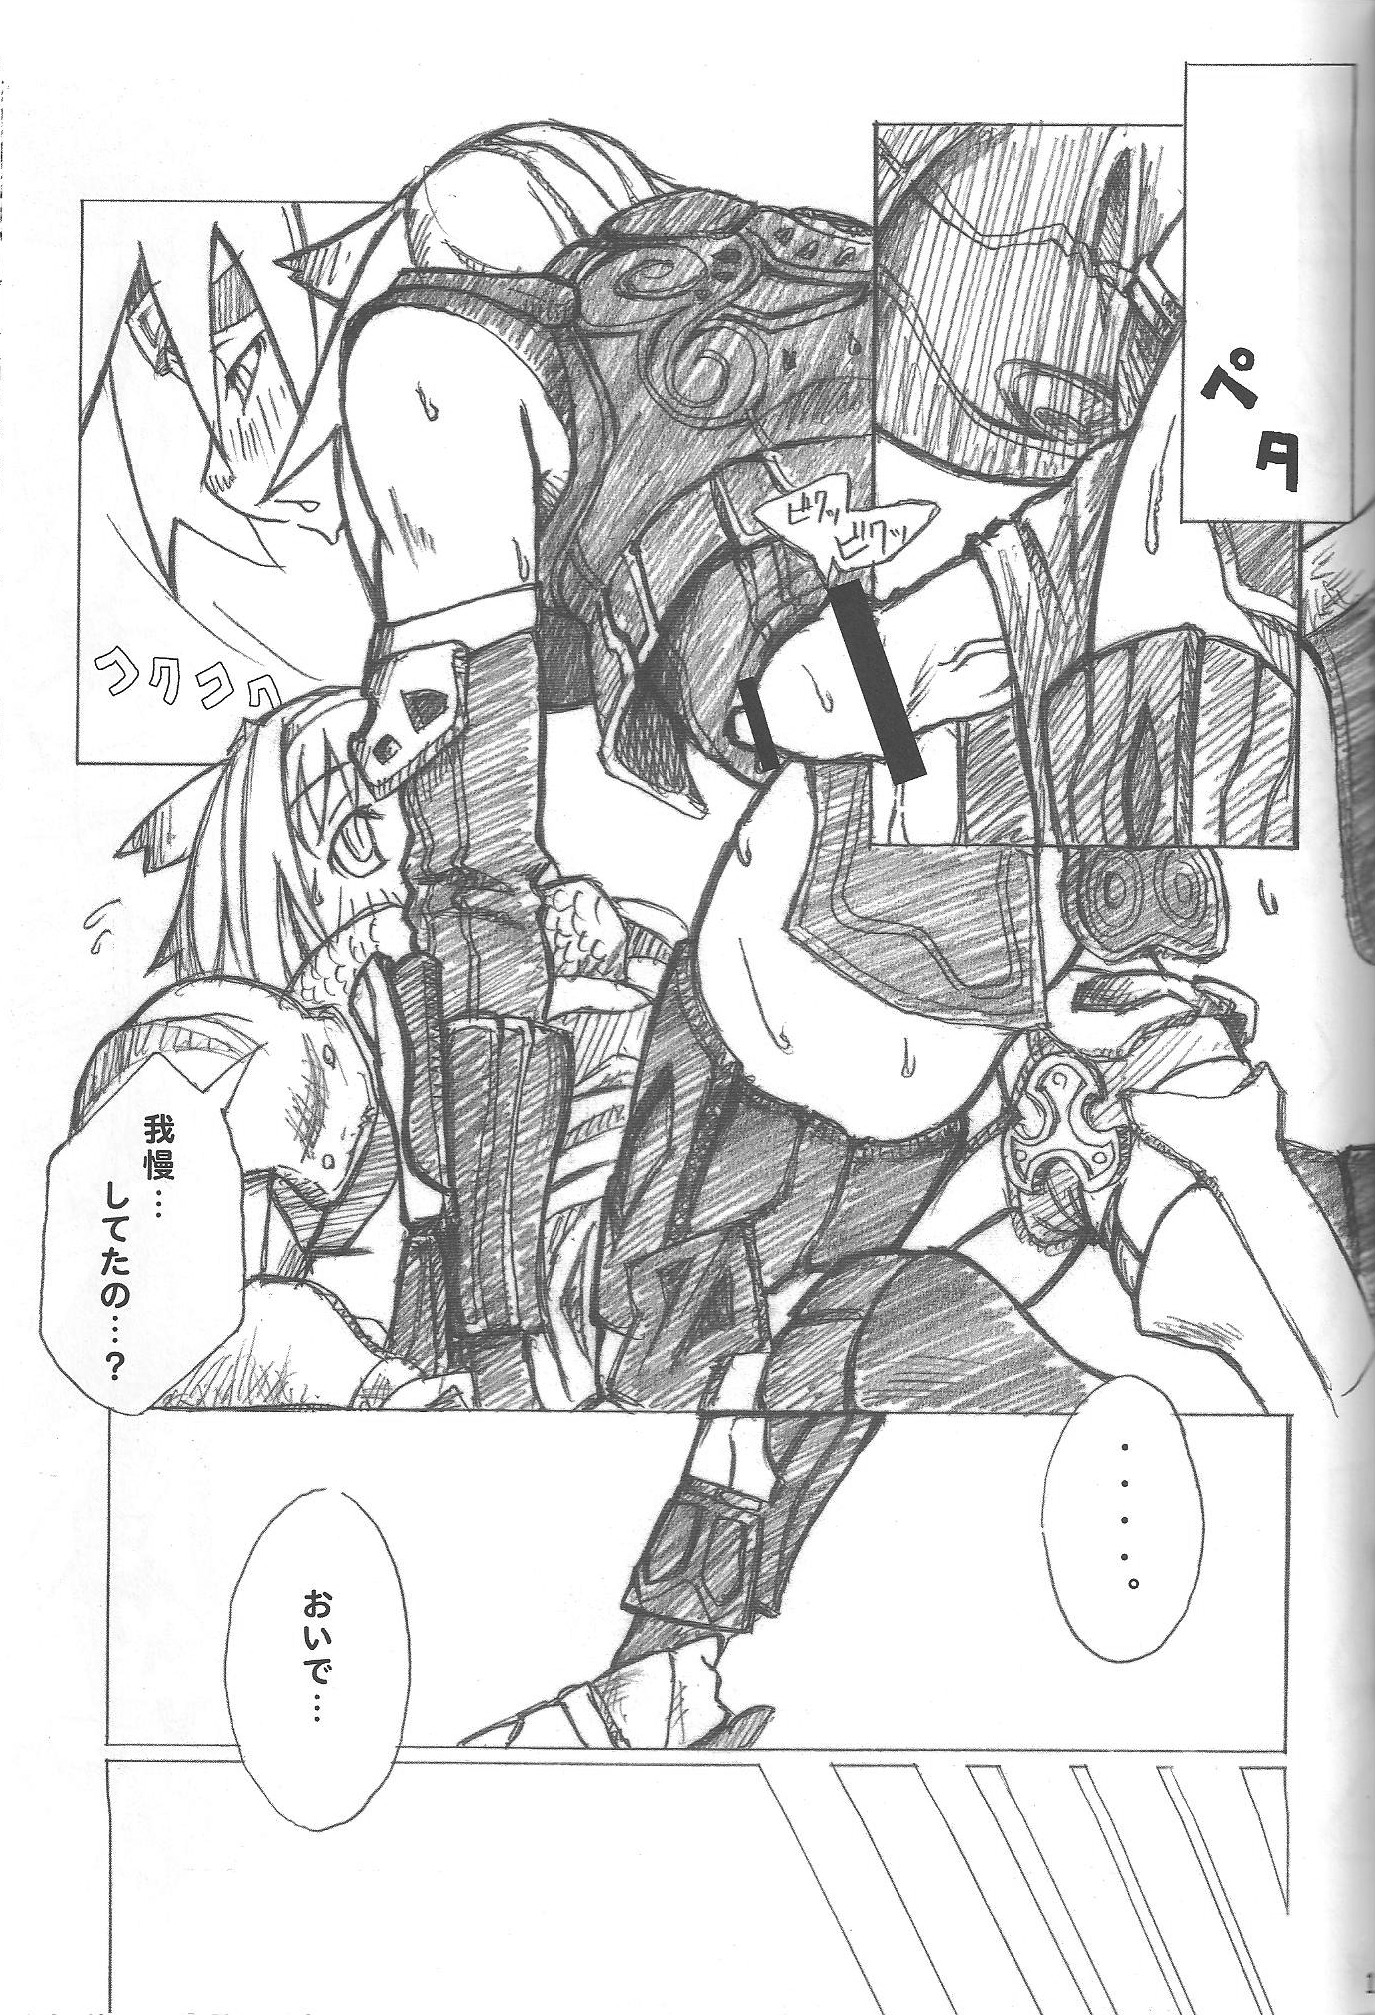 ペタ
ビクッ
ビクッ
コクコク
我慢…
してたの…？
・・・・。
おいで…